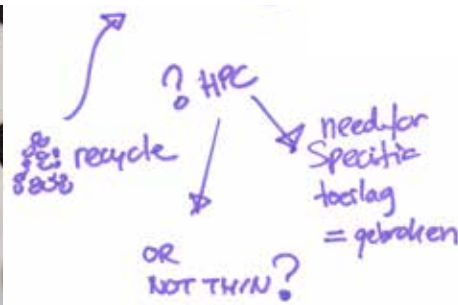 ? HPC
recycle
need for
Specific
toeslag
= gebroken
OR
NOT THIN?